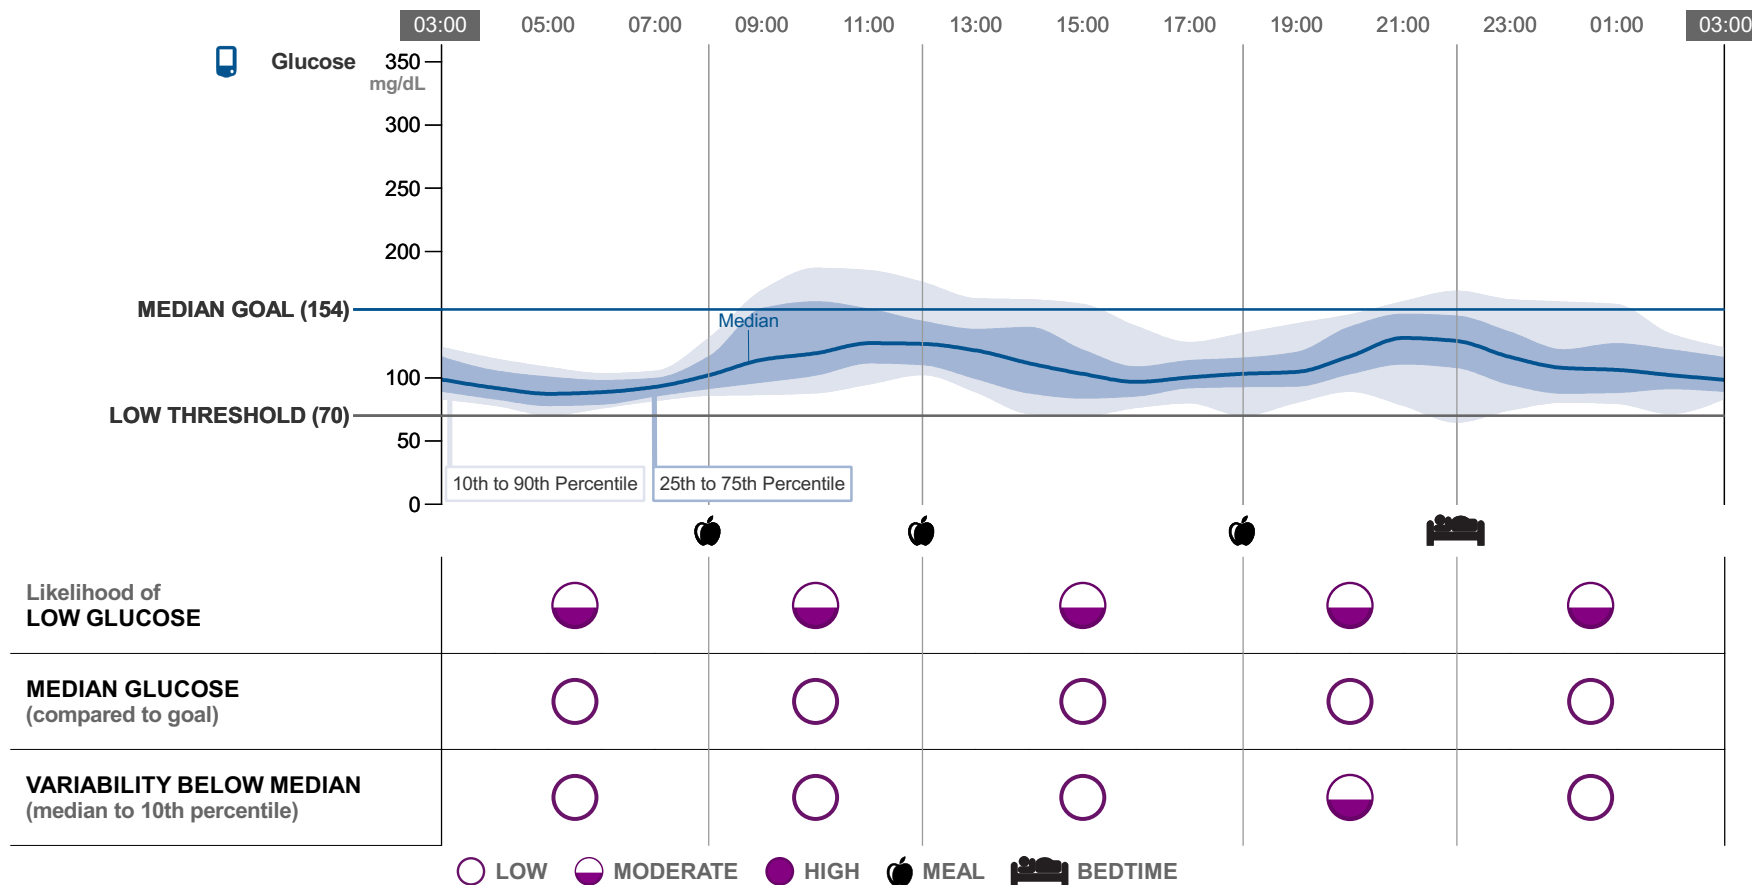 03:00 05:00 07:00 09:00 11:00 13:00 15:00 17:00 19:00 21:00 23:00 01:00 03:00
Glucose 350
mg/dL
300
250
200
MEDIAN GOAL (154)
Median
100
LOW THRESHOLD (70)
50
10th to 90th Percentile 25th to 75th Percentile
0
Likelihood of
LOW GLUCOSE
MEDIAN GLUCOSE
(compared to goal)
VARIABILITY BELOW MEDIAN
(median to 10th percentile)
LOW MODERATE HIGH MEAL BEDTIME